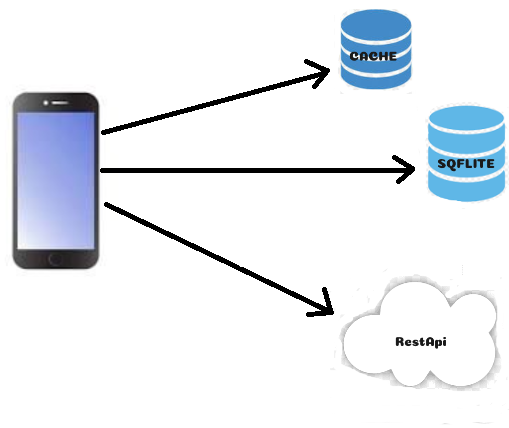 CACHE
SQFLITE
RestApi